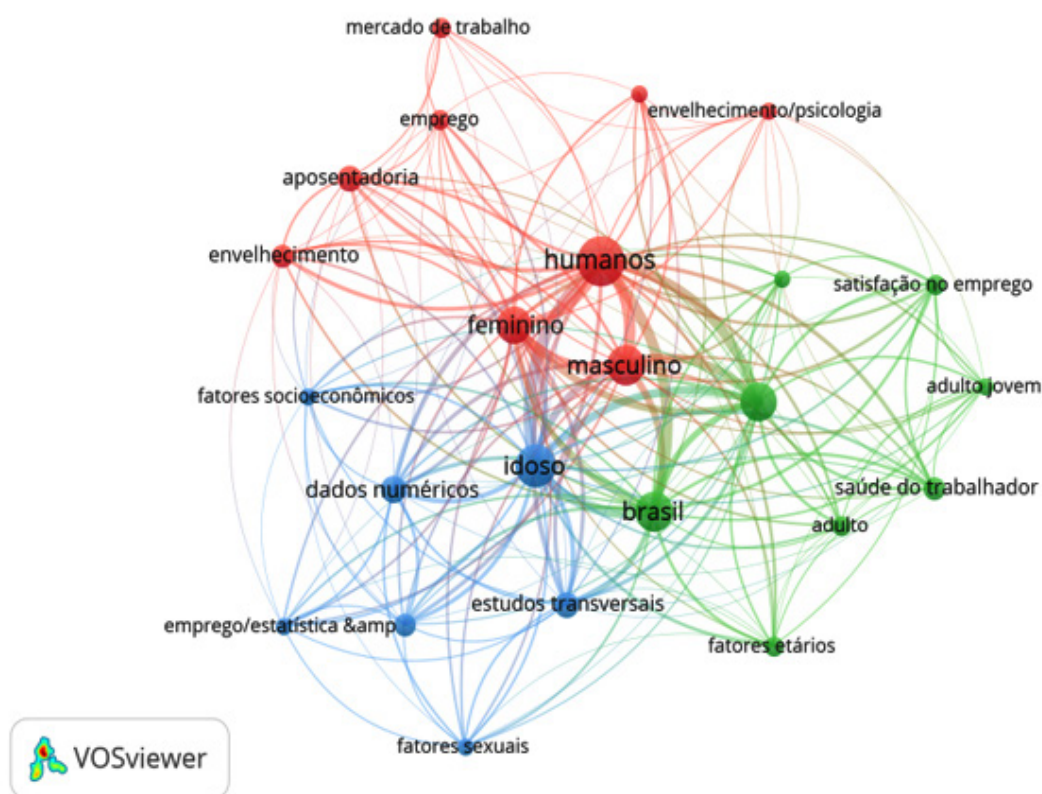 mercado de trabalho
envelhecimento/psicologia
emprego
aposentadoria
envelhecimento
humanos
satisfação no emprego
feminino
masculino
adulto jovem
fatores socioeconômicos
idoso
dados numéricos
saúde do trabalhador
brasil
adulto
estudos transversais
emprego/estatística &amp
fatores etários
fatores sexuais
VOSviewer